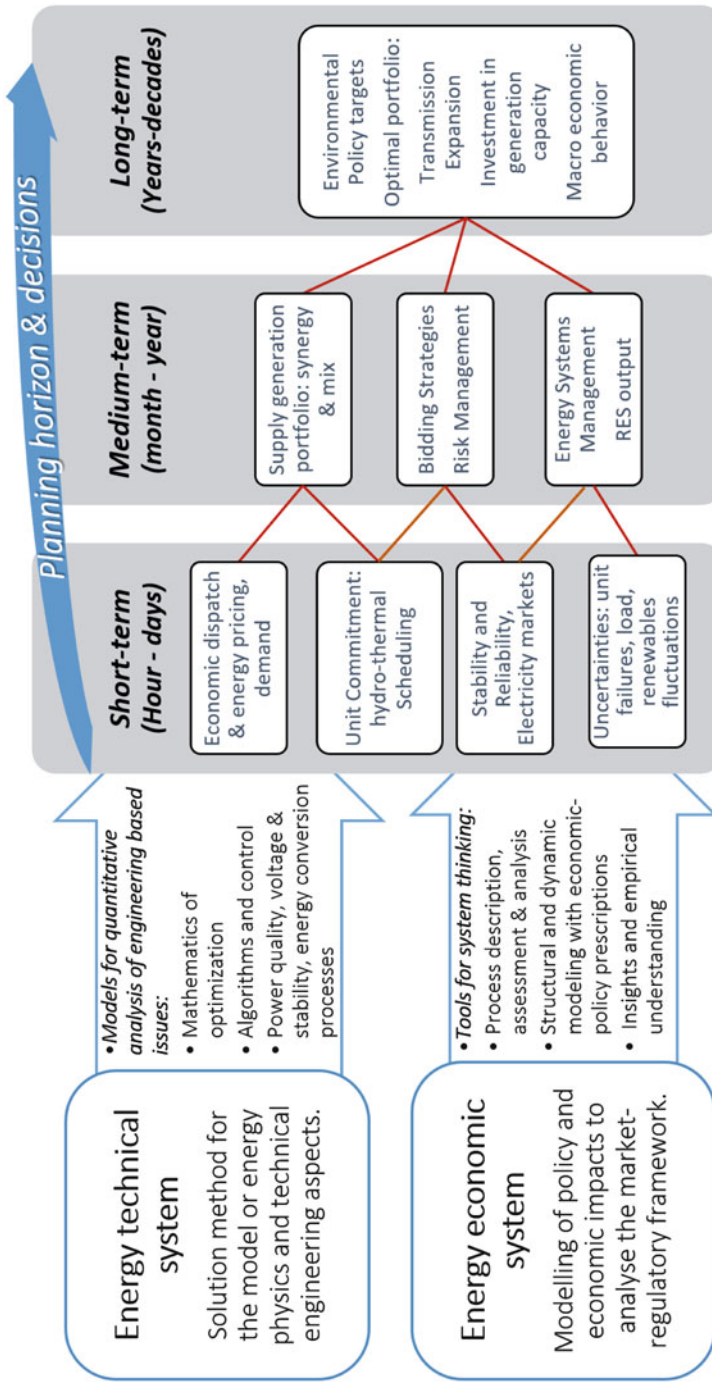 Planning horizon & decisions
Energy technical
system
Solution method for
the model or energy
physics and technical
engineering aspects.
•Models for quantitative
analysis of engineering based
issues:
• Mathematics of
optimization
• Algorithms and control
• Power quality, voltage &
stability, energy conversion
processes
Energy economic
system
Modelling of policy and
economic impacts to
analyse the market-
regulatory framework.
•Tools for system thinking:
• Process description,
assessment & analysis
• Structural and dynamic
modeling with economic-
policy prescriptions
• Insights and empirical
understanding
Short-term
(Hour - days)
Economic dispatch
& energy pricing,
demand
Unit Commitment:
hydro-thermal
Scheduling
Stability and
Reliability,
Electricity markets
Uncertainties: unit
failures, load,
renewables
fluctuations
Medium-term
(month - year)
Supply generation
portfolio: synergy
& mix
Bidding Strategies
Risk Management
Energy Systems
Management
RES output
Long-term
(Years-decades)
Environmental
Policy targets
Optimal portfolio:
Transmission
Expansion
Investment in
generation
capacity
Macro economic
behavior